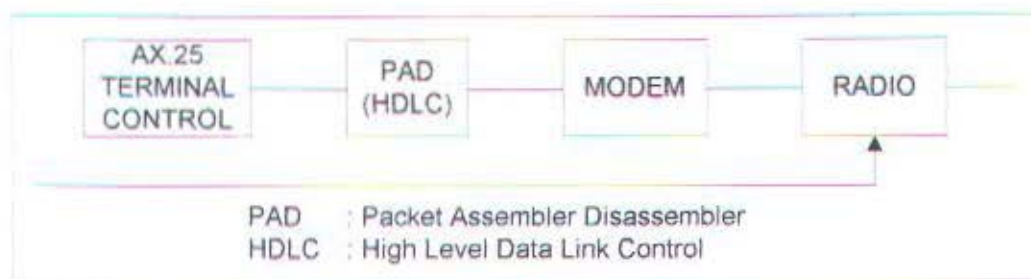 AX.25
TERMINAL
CONTROL
PAD
(HDLC)
MODEM
RADIO
PAD : Packet Assembler Disassembler
HDLC : High Level Data Link Control